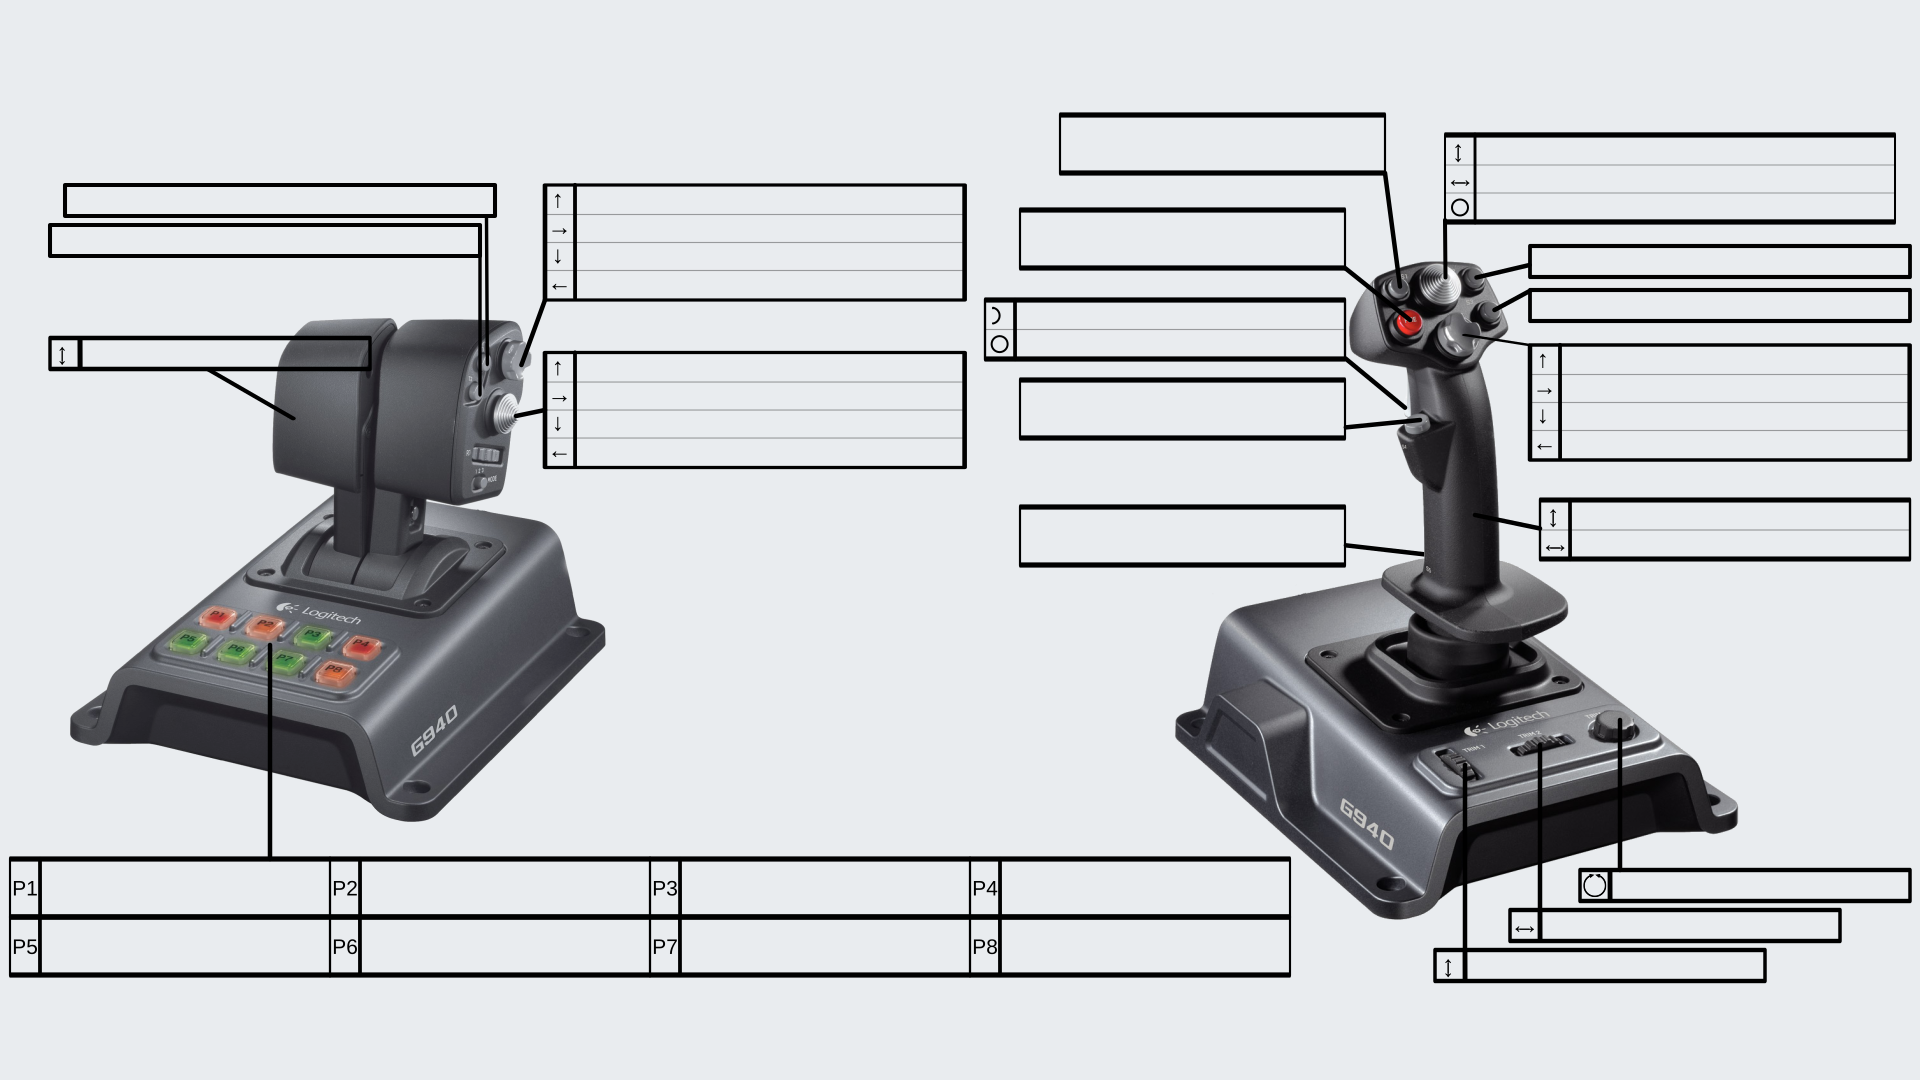 ↑
→
↓
←
↕
↑
→
↓
←
MODE
Logitech
P1 P2 P3 P4
P5 P6 P7 P8
G940
P1 P2 P3 P4
P5 P6 P7 P8
↕
↔
↑
→
↓
←
↕
↔
Logitech
TRIM 1
TRIM 2
G940
↔
↕